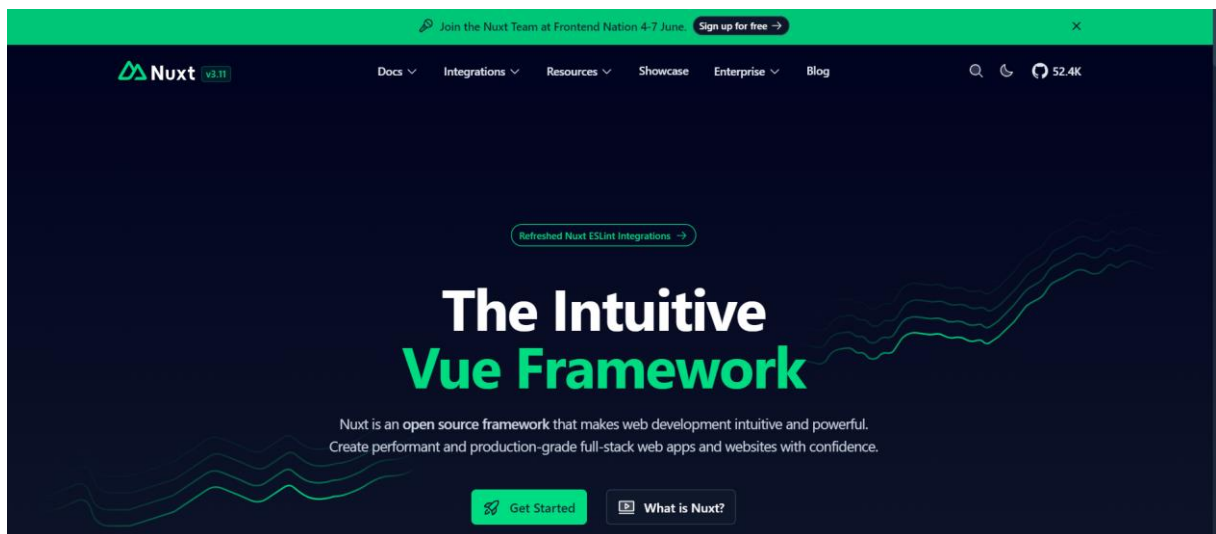 Join the Nuxt Team at Frontend Nation 4-7 June. Sign up for free →
Nuxt v3.11 Docs Integrations Resources Showcase Enterprise Blog 52.4K
Refreshed Nuxt ESLint Integrations →
The Intuitive
Vue Framework
Nuxt is an open source framework that makes web development intuitive and powerful.
Create performant and production-grade full-stack web apps and websites with confidence.
Get Started What is Nuxt?